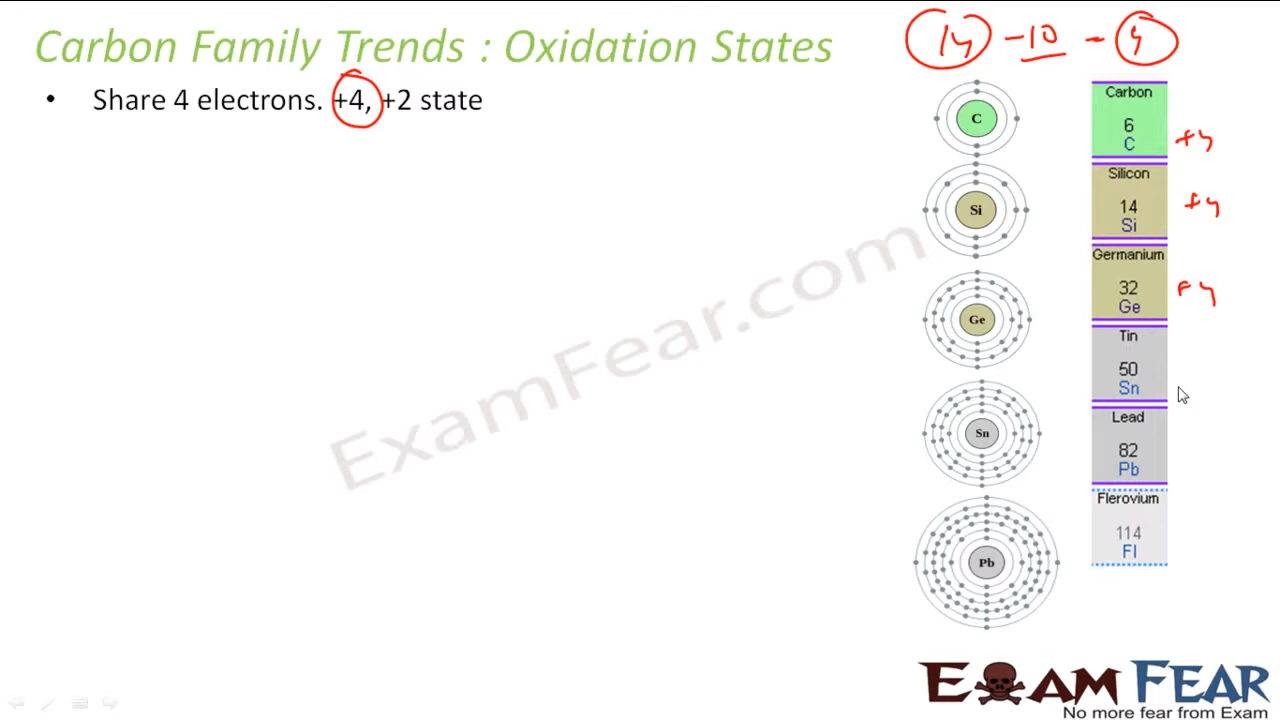 Carbon Family Trends : Oxidation States
14 - 10 - 4
• Share 4 electrons. +4, +2 state
C
Carbon
6
C
+4
Si
Silicon
14
Si
+4
Ge
Germanium
32
Ge
+4
Tin
50
Sn
Sn
Lead
82
Pb
Pb
Flerovium
114
Fl
ExamFear.com
EXAM FEAR
No more fear from Exam